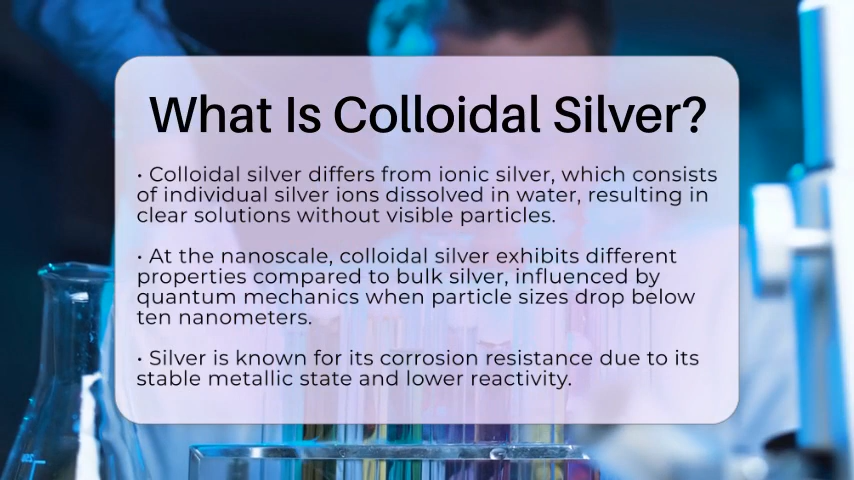 What Is Colloidal Silver?
• Colloidal silver differs from ionic silver, which consists
of individual silver ions dissolved in water, resulting in
clear solutions without visible particles.
• At the nanoscale, colloidal silver exhibits different
properties compared to bulk silver, influenced by
quantum mechanics when particle sizes drop below
ten nanometers.
• Silver is known for its corrosion resistance due to its
stable metallic state and lower reactivity.